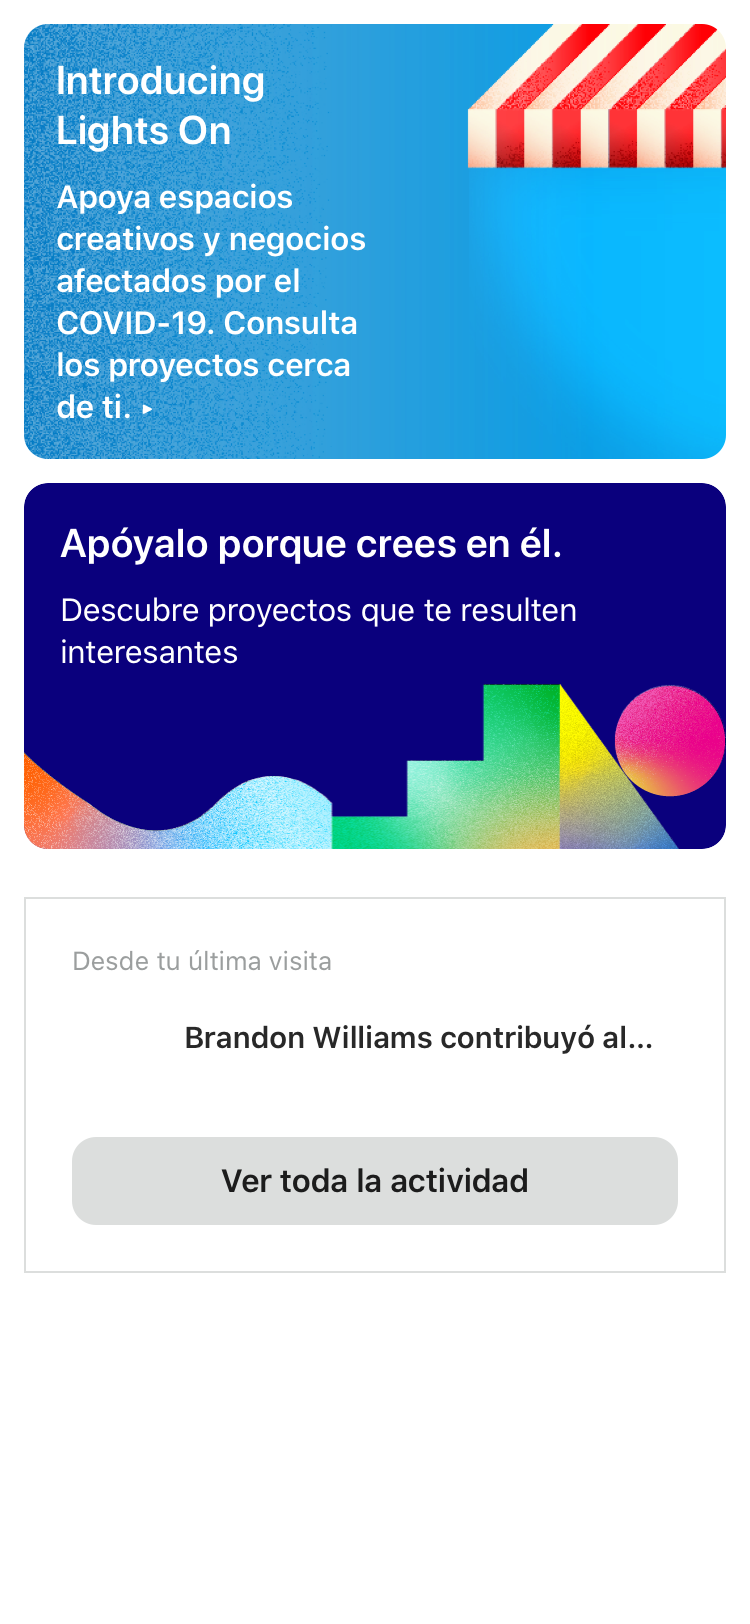 Introducing
Lights On
Apoya espacios
creativos y negocios
afectados por el
COVID-19. Consulta
los proyectos cerca
de ti. ▸
Apóyalo porque crees en él.
Descubre proyectos que te resulten
interesantes
Desde tu última visita
Brandon Williams contribuyó al...
Ver toda la actividad